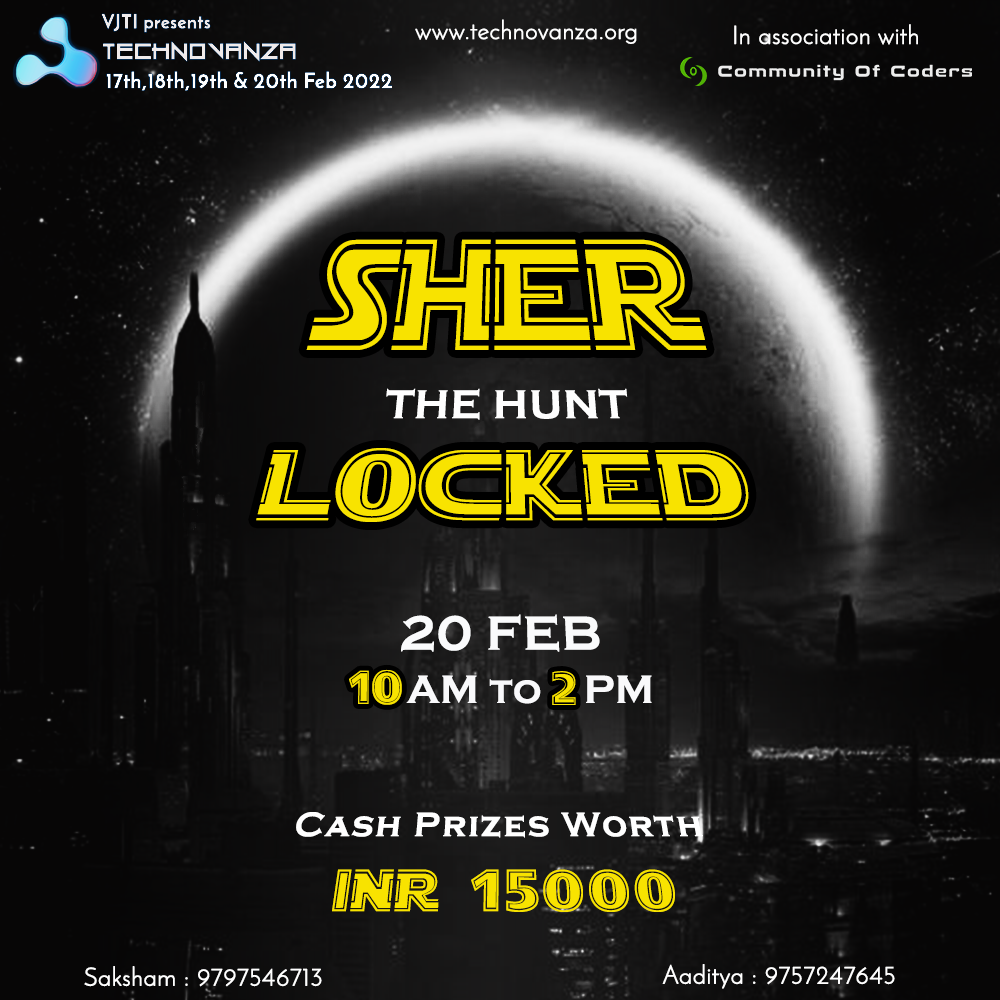 VJTI presents
TECHNOVANZA
17th,18th,19th & 20th Feb 2022
www.technovanza.org
In association with
Community Of Coders
SHER
THE HUNT
LOCKED
20 FEB
10 AM TO 2 PM
CASH PRIZES WORTH
INR 15000
Saksham : 9797546713
Aaditya : 9757247645